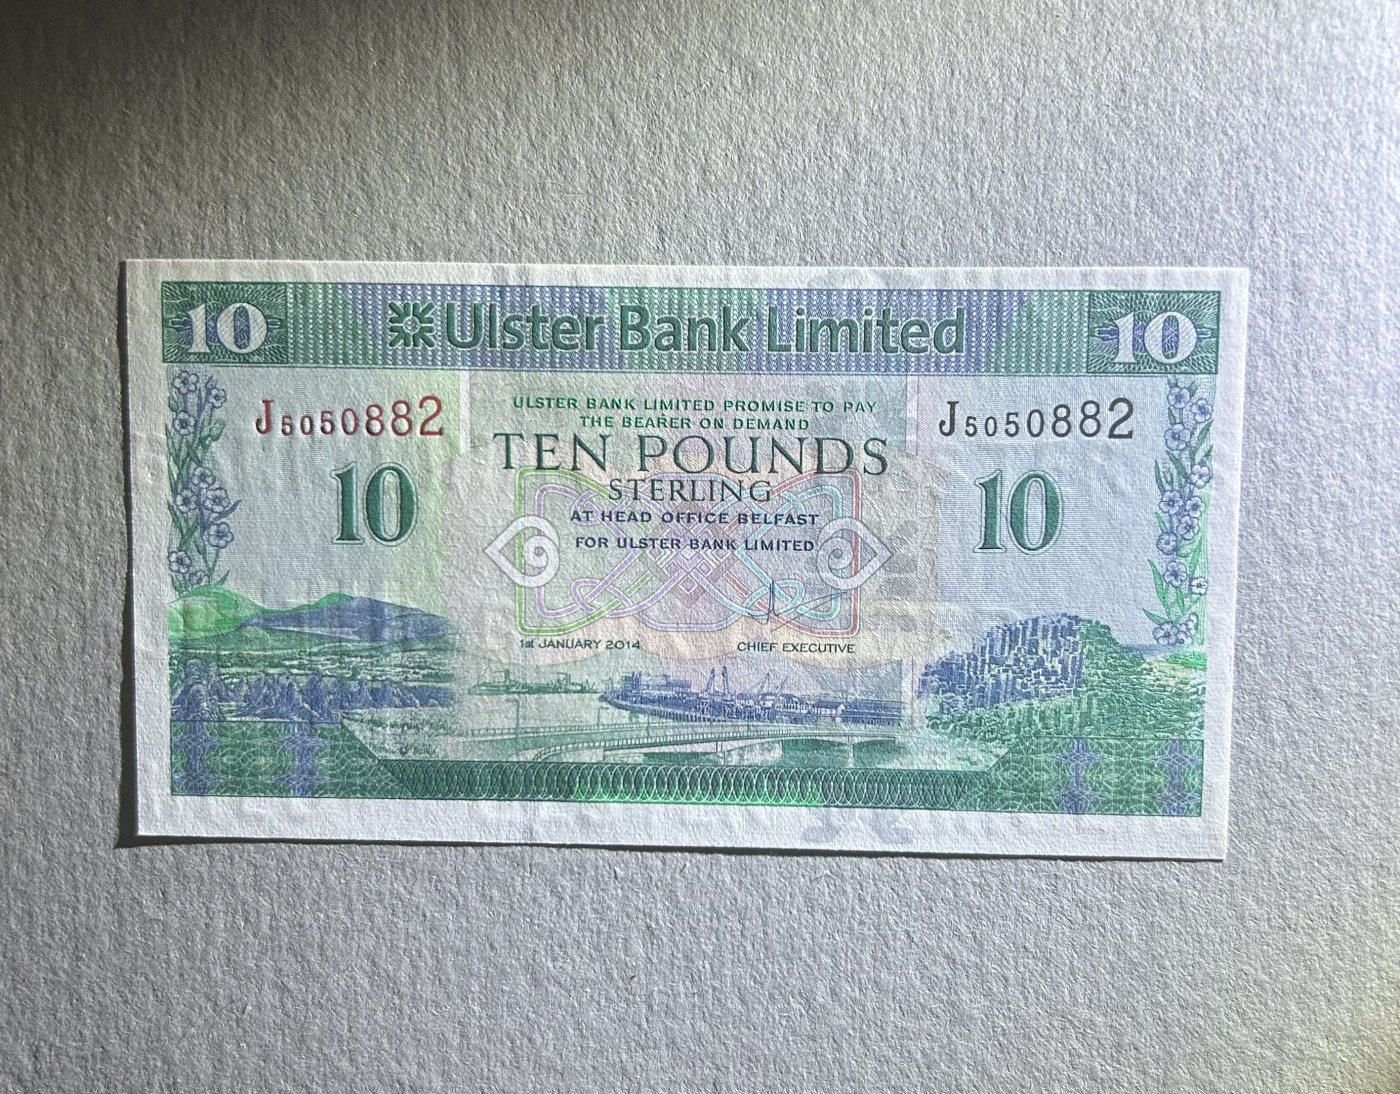 10 Ulster Bank Limited 10
ULSTER BANK LIMITED PROMISE TO PAY
THE BEARER ON DEMAND
J5050882 J5050882
TEN POUNDS
STERLING
10 10
AT HEAD OFFICE BELFAST
FOR ULSTER BANK LIMITED
1st JANUARY 2014 CHIEF EXECUTIVE